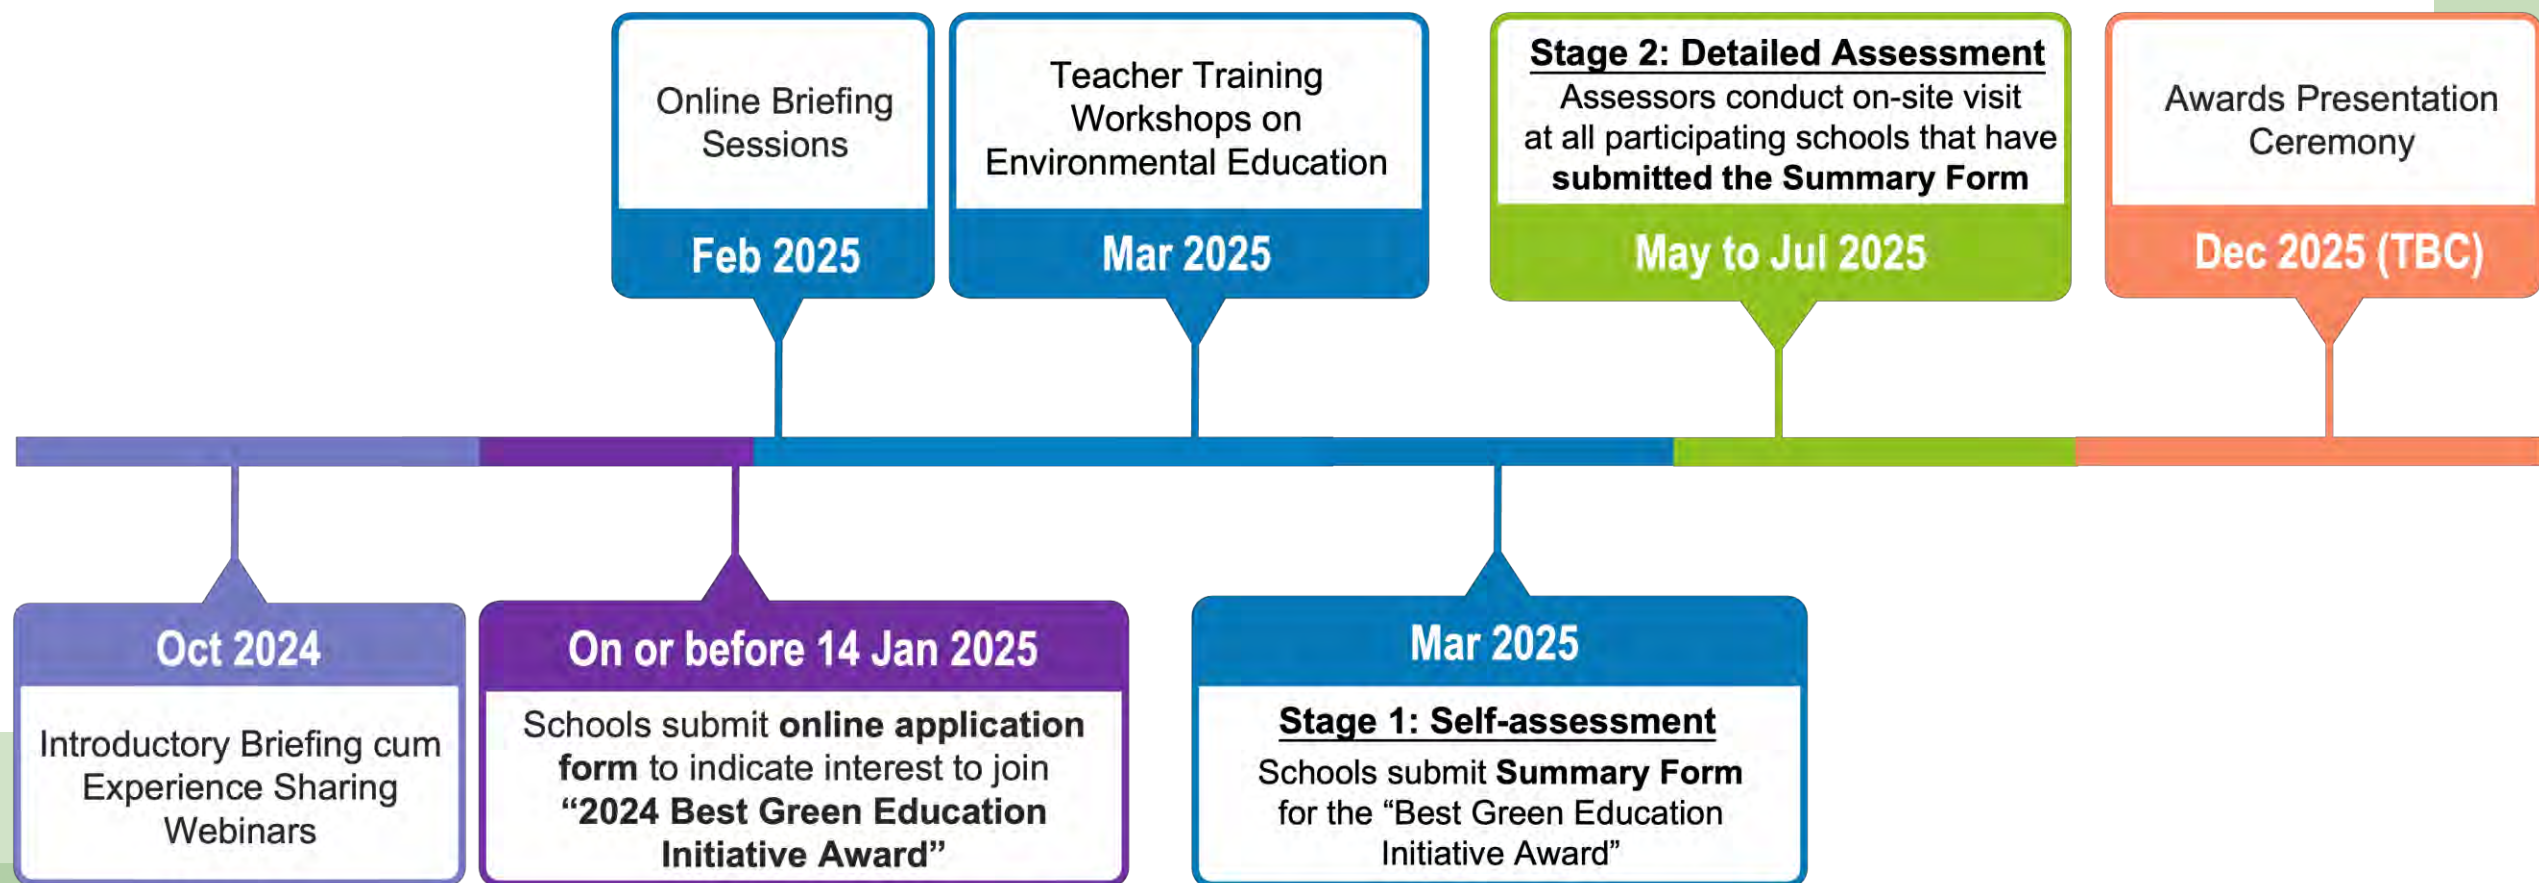 Online Briefing
Sessions
Feb 2025
Teacher Training
Workshops on
Environmental Education
Mar 2025
Stage 2: Detailed Assessment
Assessors conduct on-site visit
at all participating schools that have
submitted the Summary Form
May to Jul 2025
Awards Presentation
Ceremony
Dec 2025 (TBC)
Oct 2024
Introductory Briefing cum
Experience Sharing
Webinars
On or before 14 Jan 2025
Schools submit online application
form to indicate interest to join
“2024 Best Green Education
Initiative Award”
Mar 2025
Stage 1: Self-assessment
Schools submit Summary Form
for the “Best Green Education
Initiative Award”